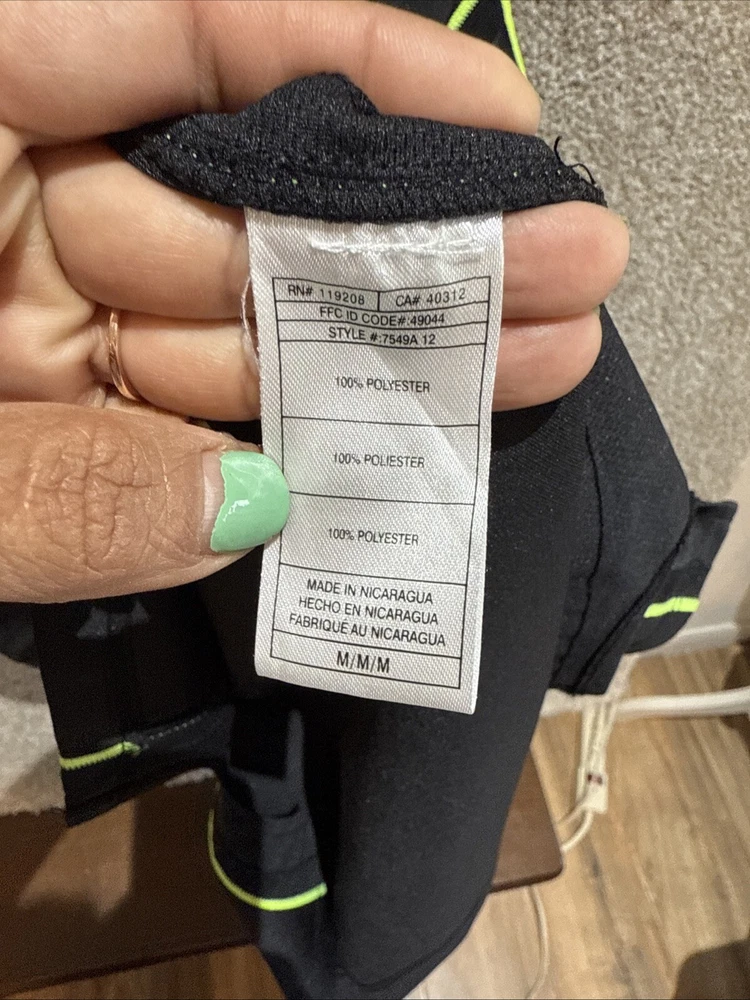 RN# 119208 CA# 40312
FFC ID CODE#:49044
STYLE #:7549A 12
100% POLYESTER
100% POLIESTER
100% POLYESTER
MADE IN NICARAGUA
HECHO EN NICARAGUA
FABRIQUÉ AU NICARAGUA
M/M/M